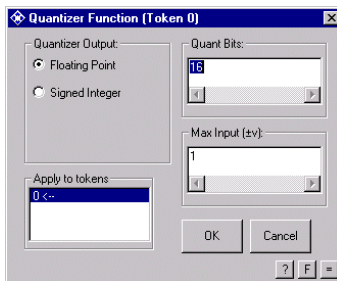 Quantizer Function (Token 0)
Quantizer Output:
Floating Point
Signed Integer
Quant Bits:
16
Max Input (±v):
1
Apply to tokens
0 <--
OK
Cancel
? F =